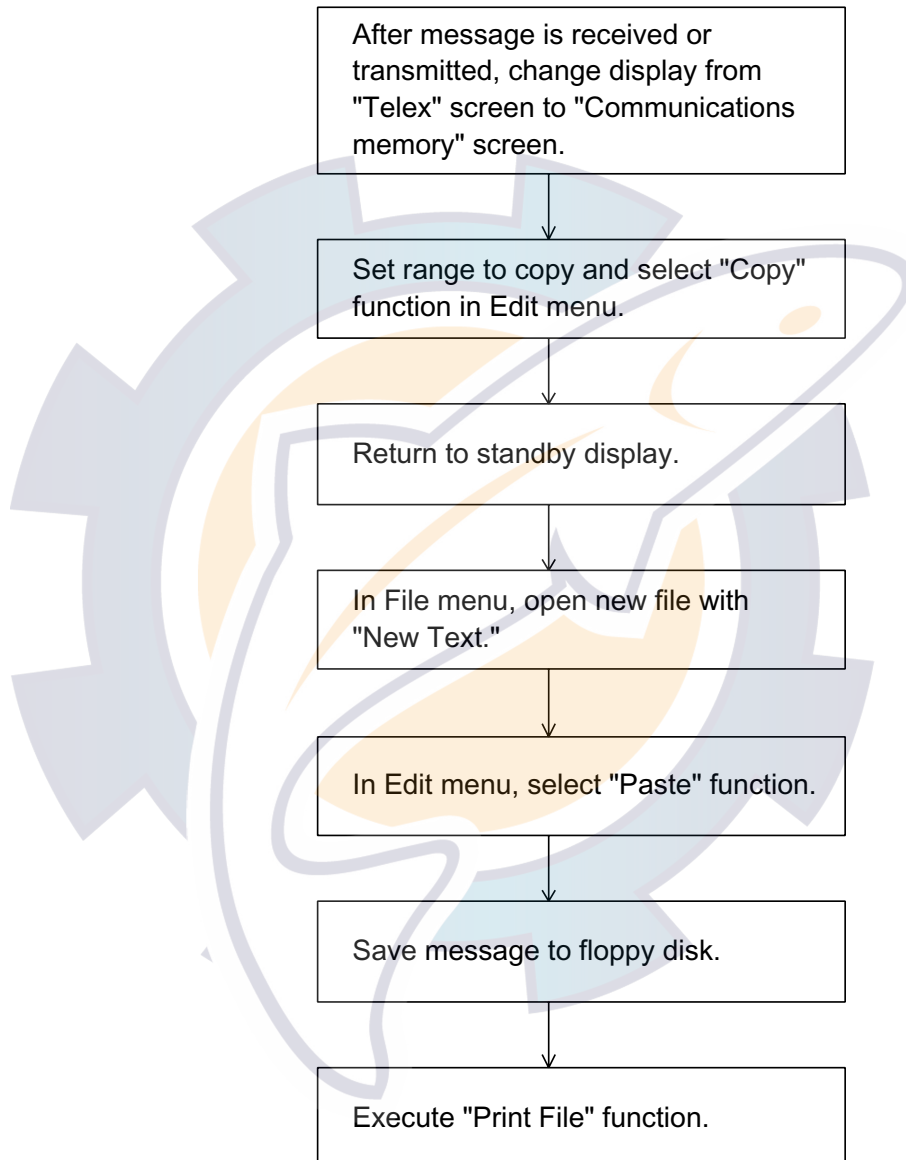 After message is received or
transmitted, change display from
"Telex" screen to "Communications
memory" screen.
Set range to copy and select "Copy"
function in Edit menu.
Return to standby display.
In File menu, open new file with
"New Text."
In Edit menu, select "Paste" function.
Save message to floppy disk.
Execute "Print File" function.